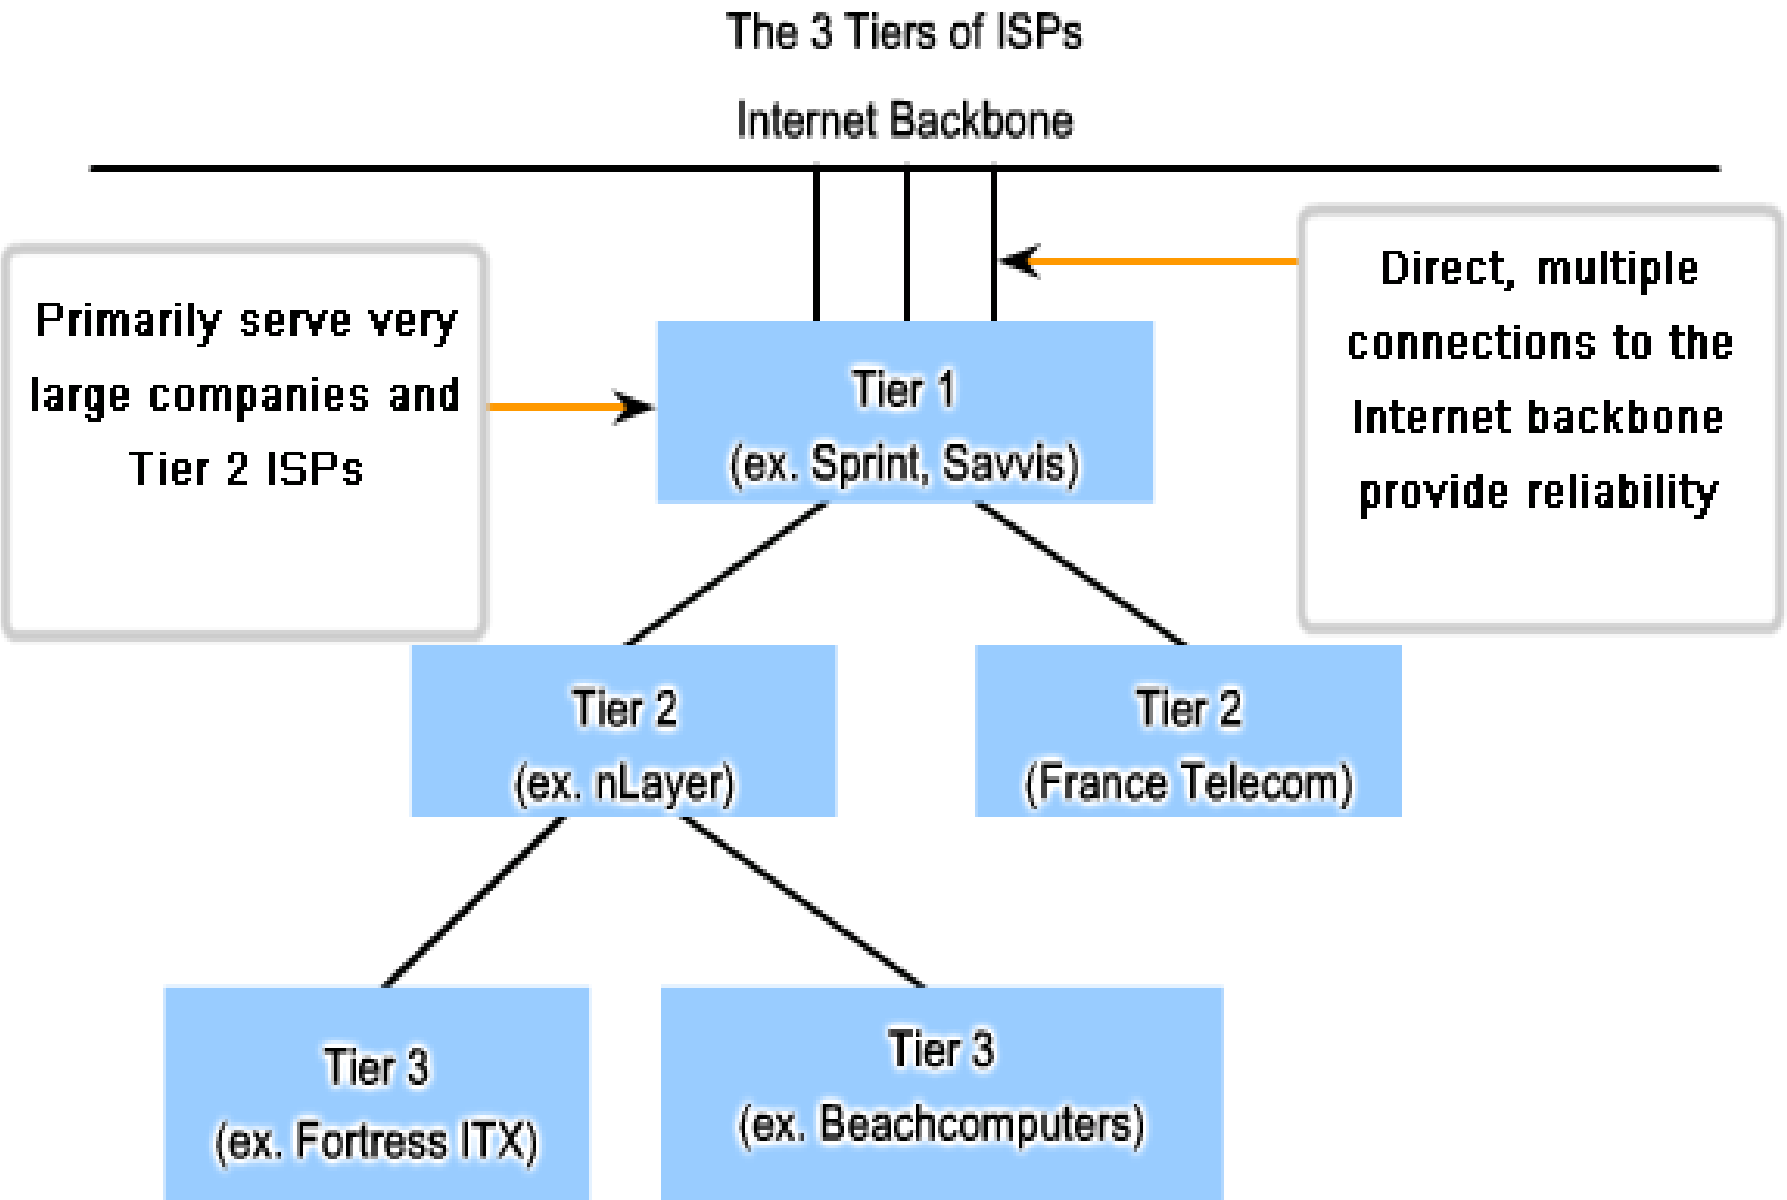 The 3 Tiers of ISPs
Internet Backbone
Primarily serve very
large companies and
Tier 2 ISPs
Direct, multiple
connections to the
Internet backbone
provide reliability
Tier 1
(ex. Sprint, Savvis)
Tier 2
(ex. nLayer)
Tier 2
(France Telecom)
Tier 3
(ex. Fortress ITX)
Tier 3
(ex. Beachcomputers)